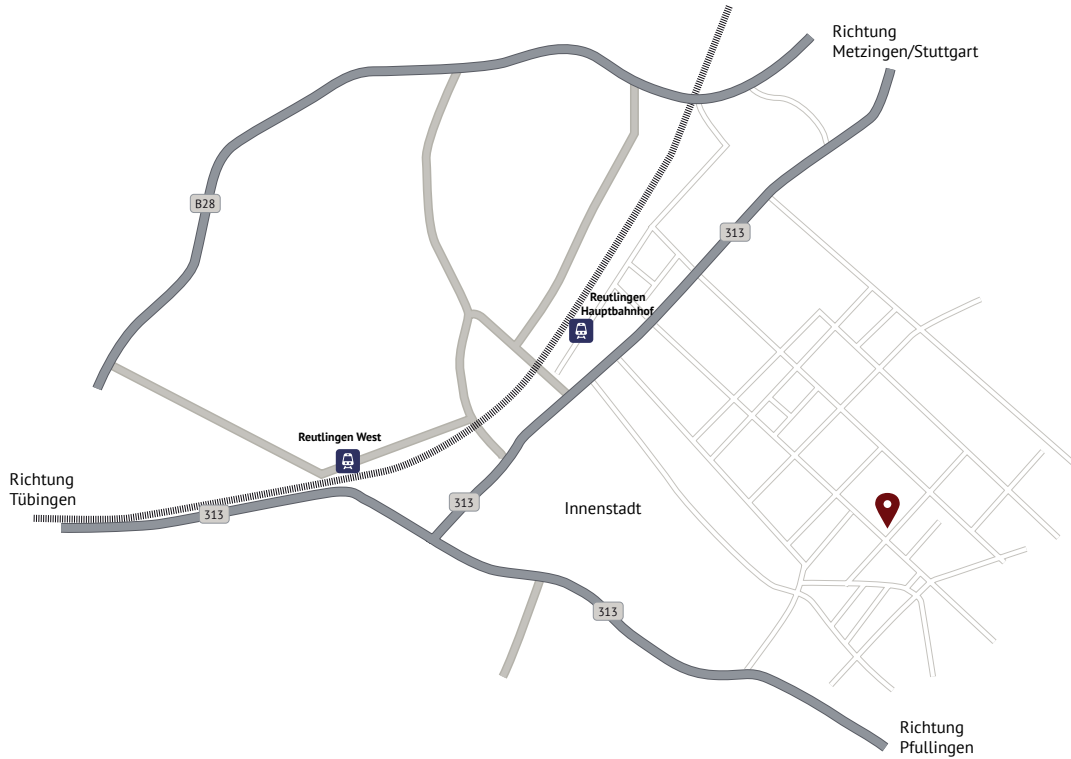 Richtung
Metzingen/Stuttgart
B28
313
Reutlingen
Hauptbahnhof
Reutlingen West
Richtung
Tübingen
313
313
Innenstadt
313
Richtung
Pfullingen